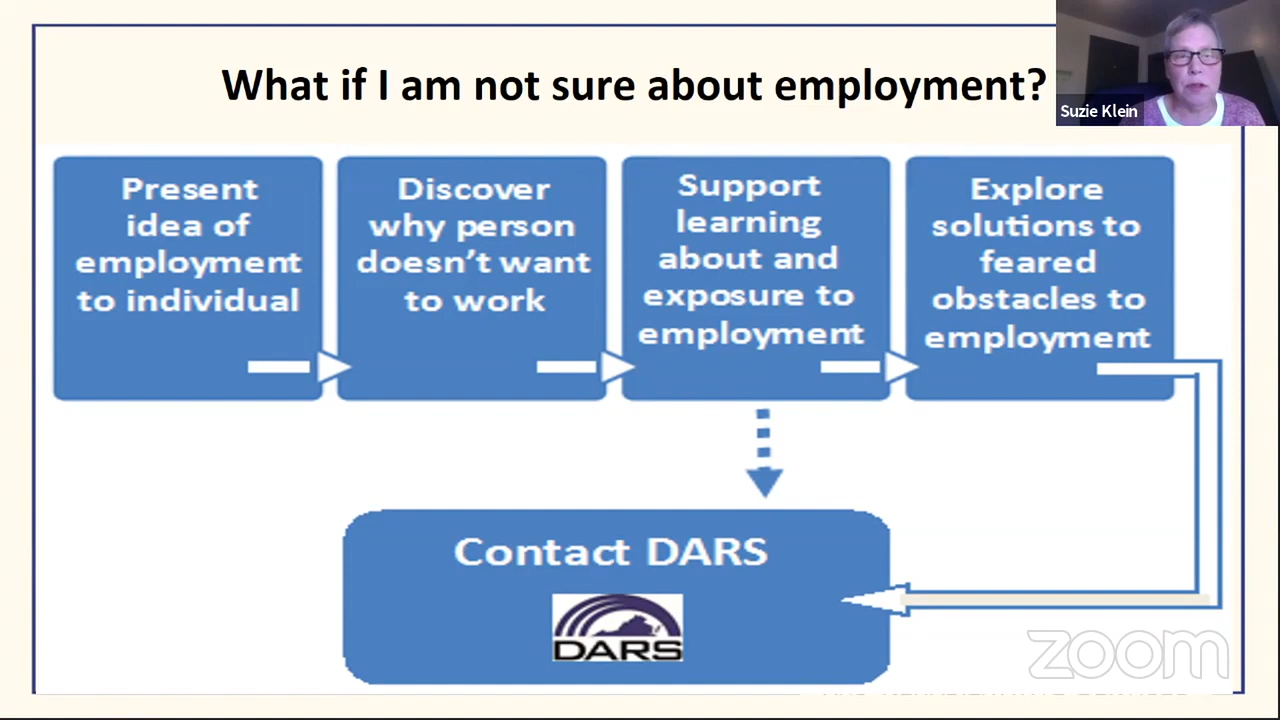 What if I am not sure about employment?
Suzie Klein
Present
idea of
employment
to individual
Discover
why person
doesn't want
to work
Support
learning
about and
exposure to
employment
Explore
solutions to
feared
obstacles to
employment
Contact DARS
DARS
zoom